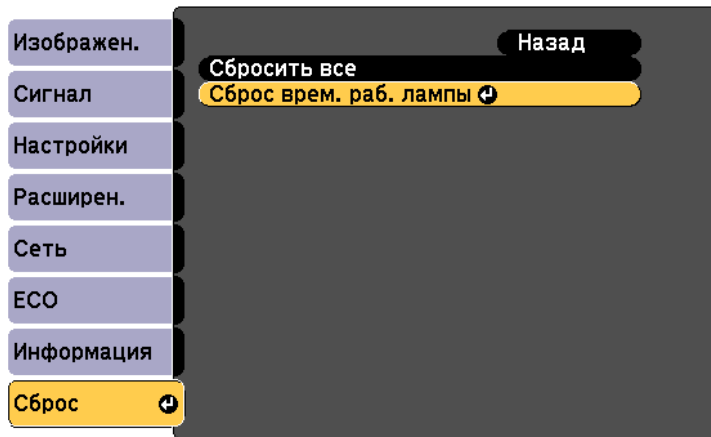 Изображен.
Сигнал
Настройки
Расширен.
Сеть
ECO
Информация
Сброс
Назад
Сбросить все
Сброс врем. раб. лампы